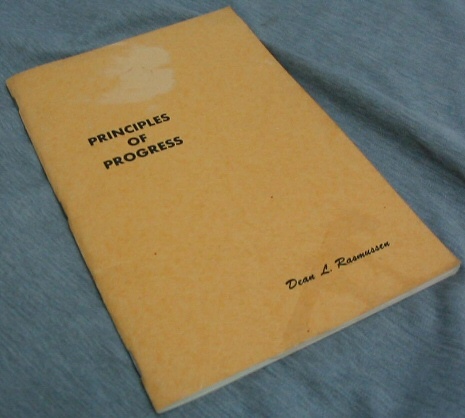 PRINCIPLES
OF
PROGRESS
Dean L. Rasmussen